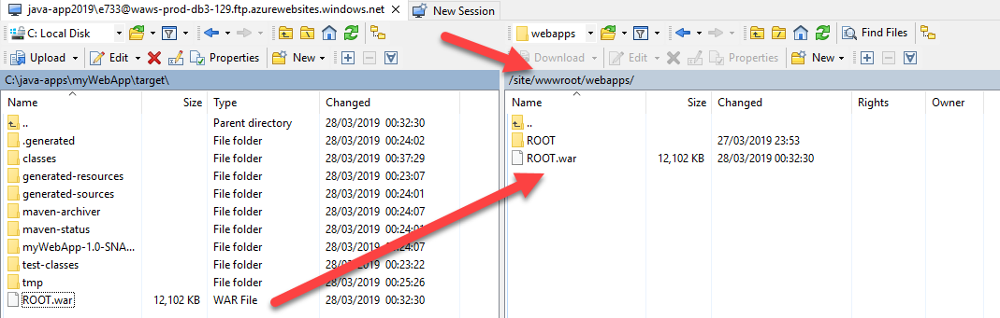 java-app2019\e733@waws-prod-db3-129.ftp.azurewebsites.windows.net × New Session
C: Local Disk webapps Find Files
Upload Edit Properties New Download Edit Properties New
C:\java-apps\myWebApp\target\ /site/wwwroot/webapps/
Name Size Type Changed Name Size Changed Rights Owner
.. Parent directory 28/03/2019 00:32:30 ..
.generated File folder 28/03/2019 00:24:02 ROOT 27/03/2019 23:53
classes File folder 28/03/2019 00:37:29 ROOT.war 12,102 KB 28/03/2019 00:32:30
generated-resources File folder 28/03/2019 00:23:07
generated-sources File folder 28/03/2019 00:24:01
maven-archiver File folder 28/03/2019 00:24:07
maven-status File folder 28/03/2019
myWebApp-1.0-SNA... File folder 00:24:07
test-classes File folder 28/03/2019 00:23:22
tmp File folder 28/03/2019 00:25:26
ROOT.war 12,102 KB WAR File 28/03/2019 00:32:30